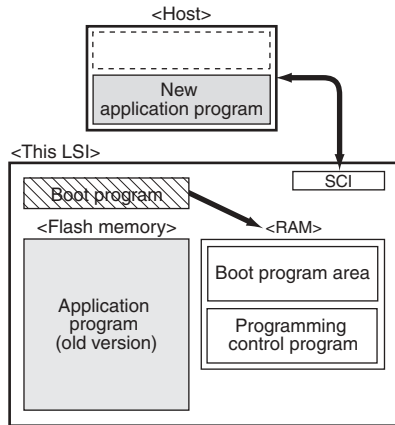 <Host>
New
application program
<This LSI>
SCI
Boot program
<Flash memory>
<RAM>
Application
program
(old version)
Boot program area
Programming
control program